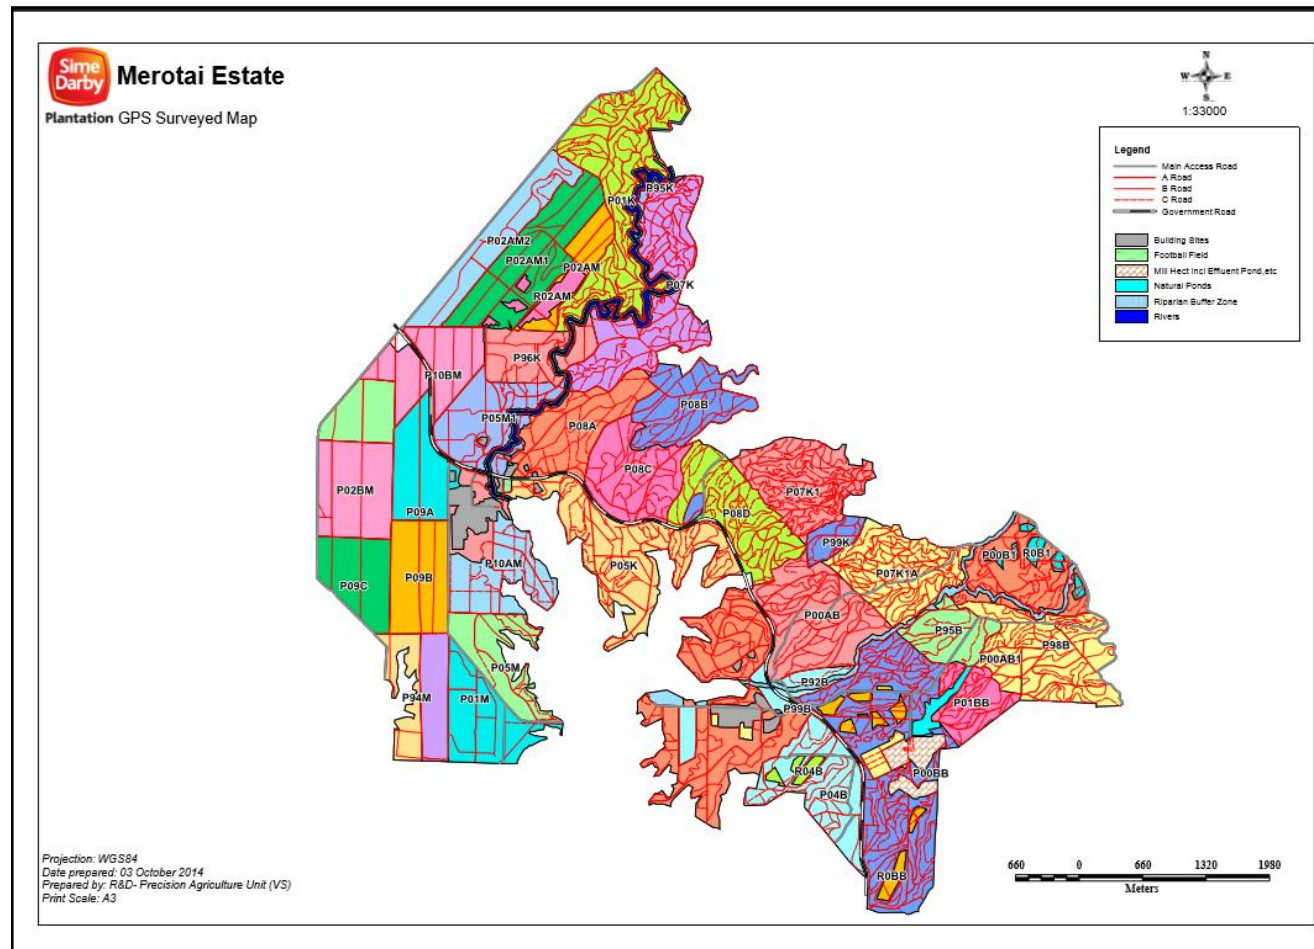 Sime
Darby
Plantation
Merotai Estate
GPS Surveyed Map
N
W E
S
1:33000
Legend
Main Access Road
A Road
B Road
C Road
Government Road
Building Sites
Football Field
Mill Hect Incl Effluent Pond,etc
Natural Ponds
Riparian Buffer Zone
Rivers
P95K
P01K
P02AM2
P02AM1
P02AM
R02AM
P07K
P96K
P10BM
P08B
P05M1
P08A
P08C
P02BM
P07K1
P09A
P08D
P99K
P00B1
R0B1
P10AM
P05K
P07K1A
P09B
P09C
P00AB
P95B
P98B
P00AB1
P05M
P92B
P94M
P01M
P01BB
P99B
R04B
P00BB
P04B
R0BB
Projection: WGS84
Date prepared: 03 October 2014
Prepared by: R&D- Precision Agriculture Unit (VS)
Print Scale: A3
660 0 660 1320 1980
Meters